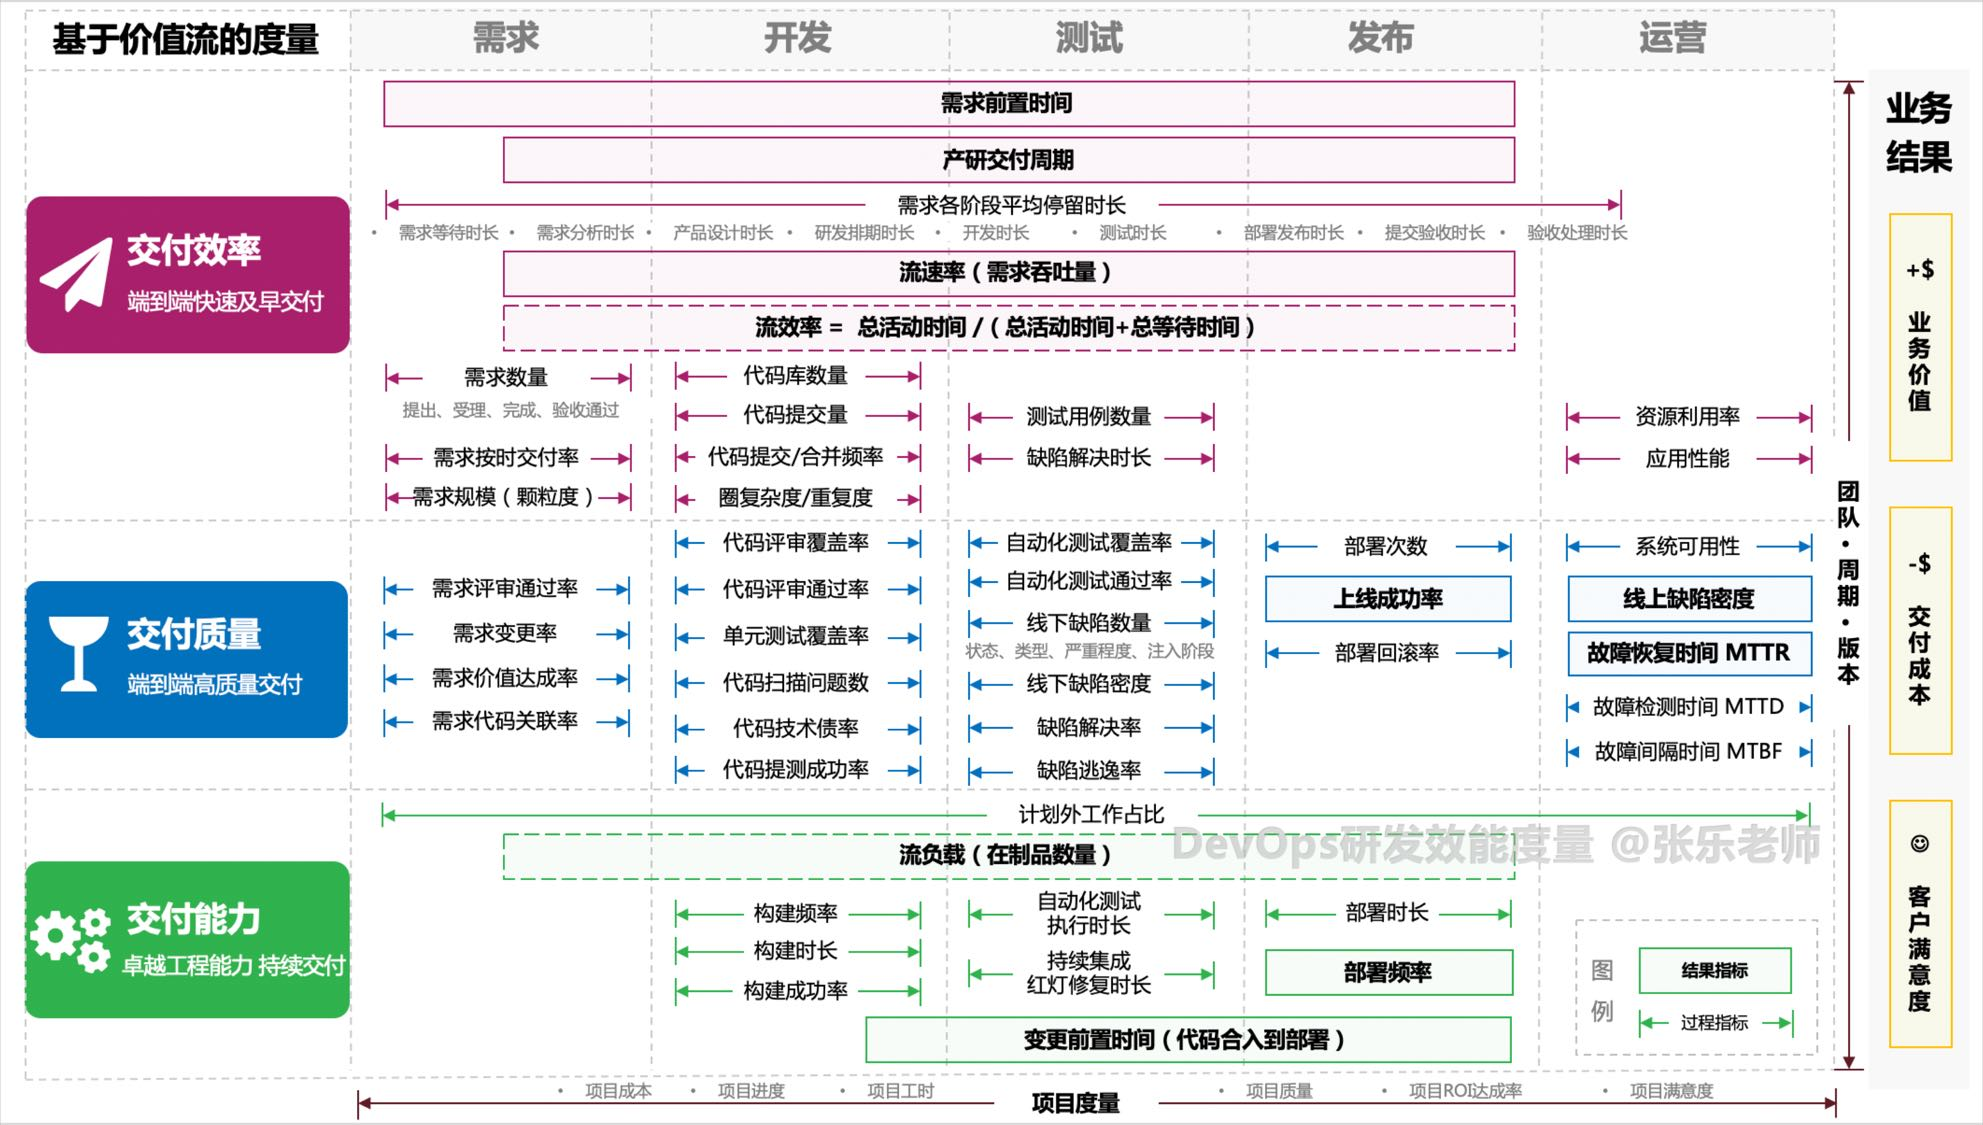 基于价值流的度量
需求
开发
测试
发布
运营
需求前置时间
产研交付周期
需求各阶段平均停留时长
• 需求等待时长 • 需求分析时长 • 产品设计时长 • 研发排期时长 • 开发时长 • 测试时长 • 部署发布时长 • 提交验收时长 • 验收处理时长
流速率（需求吞吐量）
流效率 = 总活动时间 /（总活动时间+总等待时间）
交付效率
端到端快速及早交付
需求数量
提出、受理、完成、验收通过
需求按时交付率
需求规模（颗粒度）
代码库数量
代码提交量
代码提交/合并频率
圈复杂度/重复度
测试用例数量
缺陷解决时长
资源利用率
应用性能
交付质量
端到端高质量交付
需求评审通过率
需求变更率
需求价值达成率
需求代码关联率
代码评审覆盖率
代码评审通过率
单元测试覆盖率
代码扫描问题数
代码技术债率
代码提测成功率
自动化测试覆盖率
自动化测试通过率
线下缺陷数量
状态、类型、严重程度、注入阶段
线下缺陷密度
缺陷解决率
缺陷逃逸率
部署次数
上线成功率
部署回滚率
系统可用性
线上缺陷密度
故障恢复时间 MTTR
故障检测时间 MTTD
故障间隔时间 MTBF
交付能力
卓越工程能力 持续交付
计划外工作占比
流负载（在制品数量）
DevOps研发效能度量 @张乐老师
构建频率
构建时长
构建成功率
自动化测试
执行时长
持续集成
红灯修复时长
部署时长
部署频率
变更前置时间（代码合入到部署）
图
例
结果指标
过程指标
• 项目成本 • 项目进度 • 项目工时 • 项目质量 • 项目ROI达成率 • 项目满意度
项目度量
团队·周期·版本
业务
结果
+$ 业务价值
-$ 交付成本
☺ 客户满意度